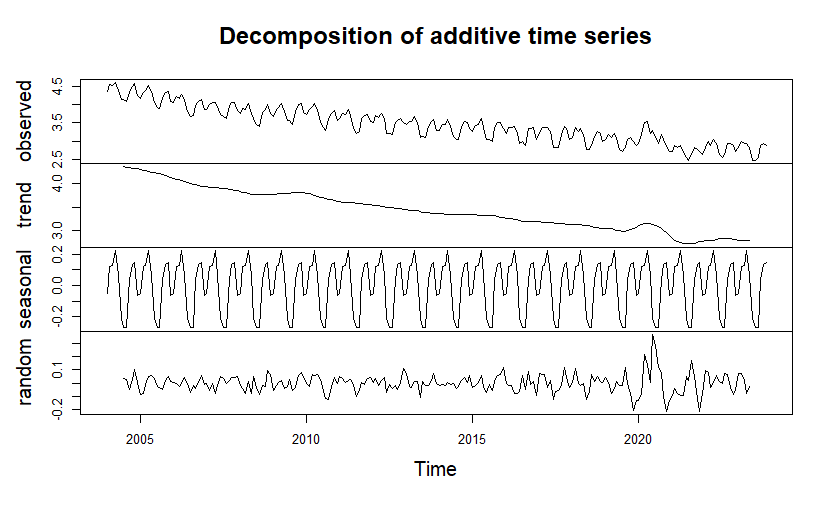 Decomposition of additive time series
observed
4.5
3.5
2.5
trend
4.0
3.0
seasonal
0.2
0.0
-0.2
random
0.1
-0.2
2005 2010 2015 2020
Time